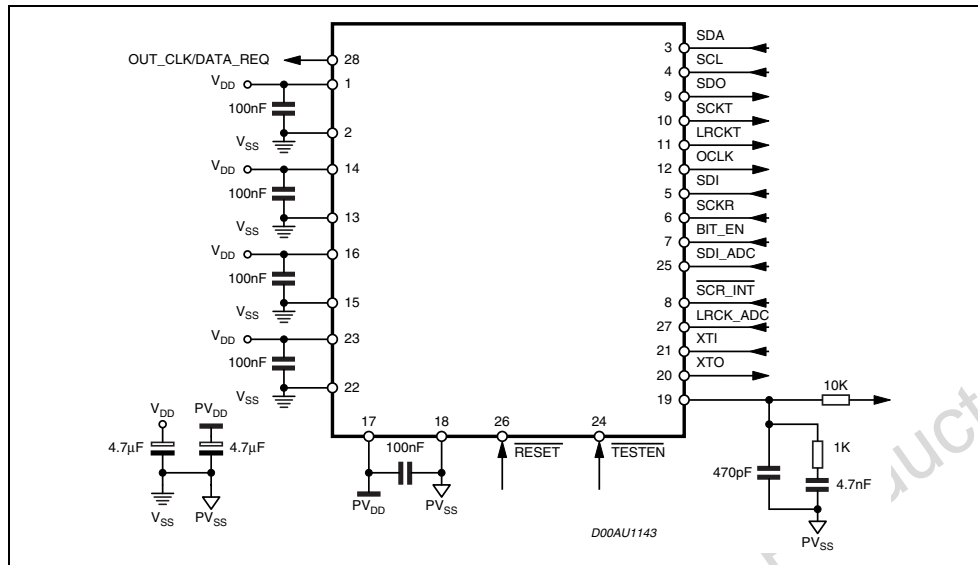 OUT_CLK/DATA_REQ
28
VDD
1
100nF
2
VSS
VDD
14
100nF
13
VSS
VDD
16
100nF
15
VSS
VDD
23
100nF
22
VSS
VDD
PVDD
4.7µF
4.7µF
VSS
PVSS
17
18
26
24
100nF
RESET
TESTEN
PVDD
PVSS
3 SDA
4 SCL
9 SDO
10 SCKT
11 LRCKT
12 OCLK
5 SDI
6 SCKR
7 BIT_EN
25 SDI_ADC
8 SCR_INT
27 LRCK_ADC
21 XTI
20 XTO
19
10K
1K
470pF
4.7nF
PVSS
D00AU1143